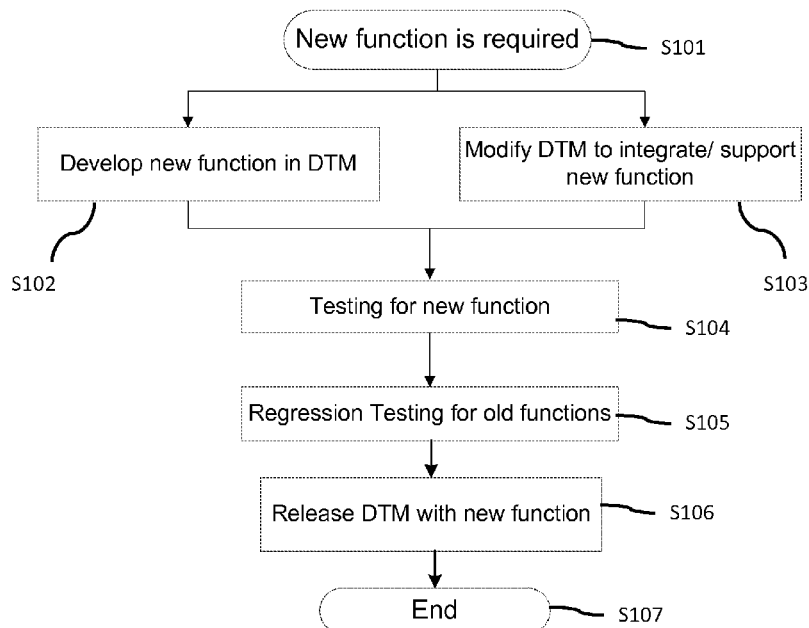 New function is required
S101
Develop new function in DTM
Modify DTM to integrate/ support
new function
S102
S103
Testing for new function
S104
Regression Testing for old functions
S105
Release DTM with new function
S106
End
S107